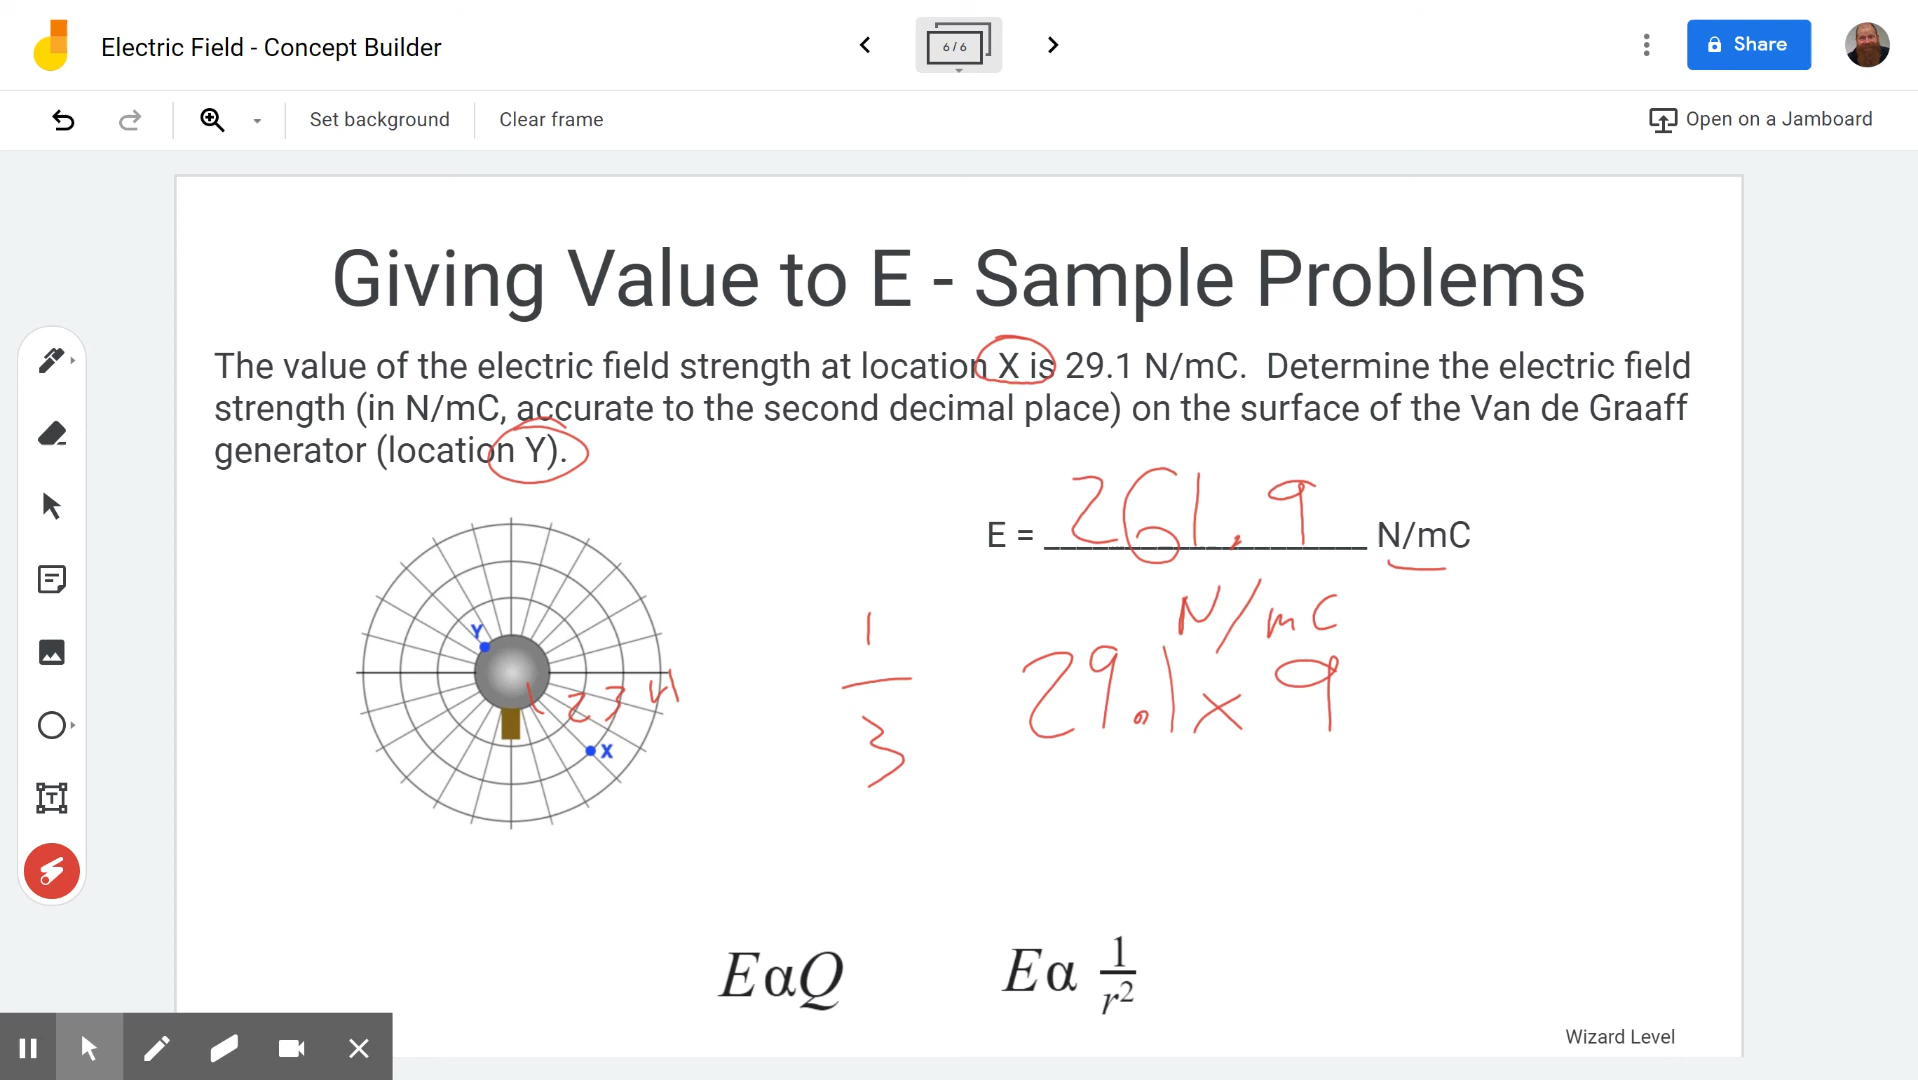 Electric Field - Concept Builder
6 / 6
Share
Set background
Clear frame
Open on a Jamboard
Giving Value to E - Sample Problems
The value of the electric field strength at location X is 29.1 N/mC. Determine the electric field
strength (in N/mC, accurate to the second decimal place) on the surface of the Van de Graaff
generator (location Y).
E = ____________________ N/mC
261.9
N/mC
Y
1 2 3 4
X
1
3
29.1 x 9
EαQ
Eα 1/r²
Wizard Level